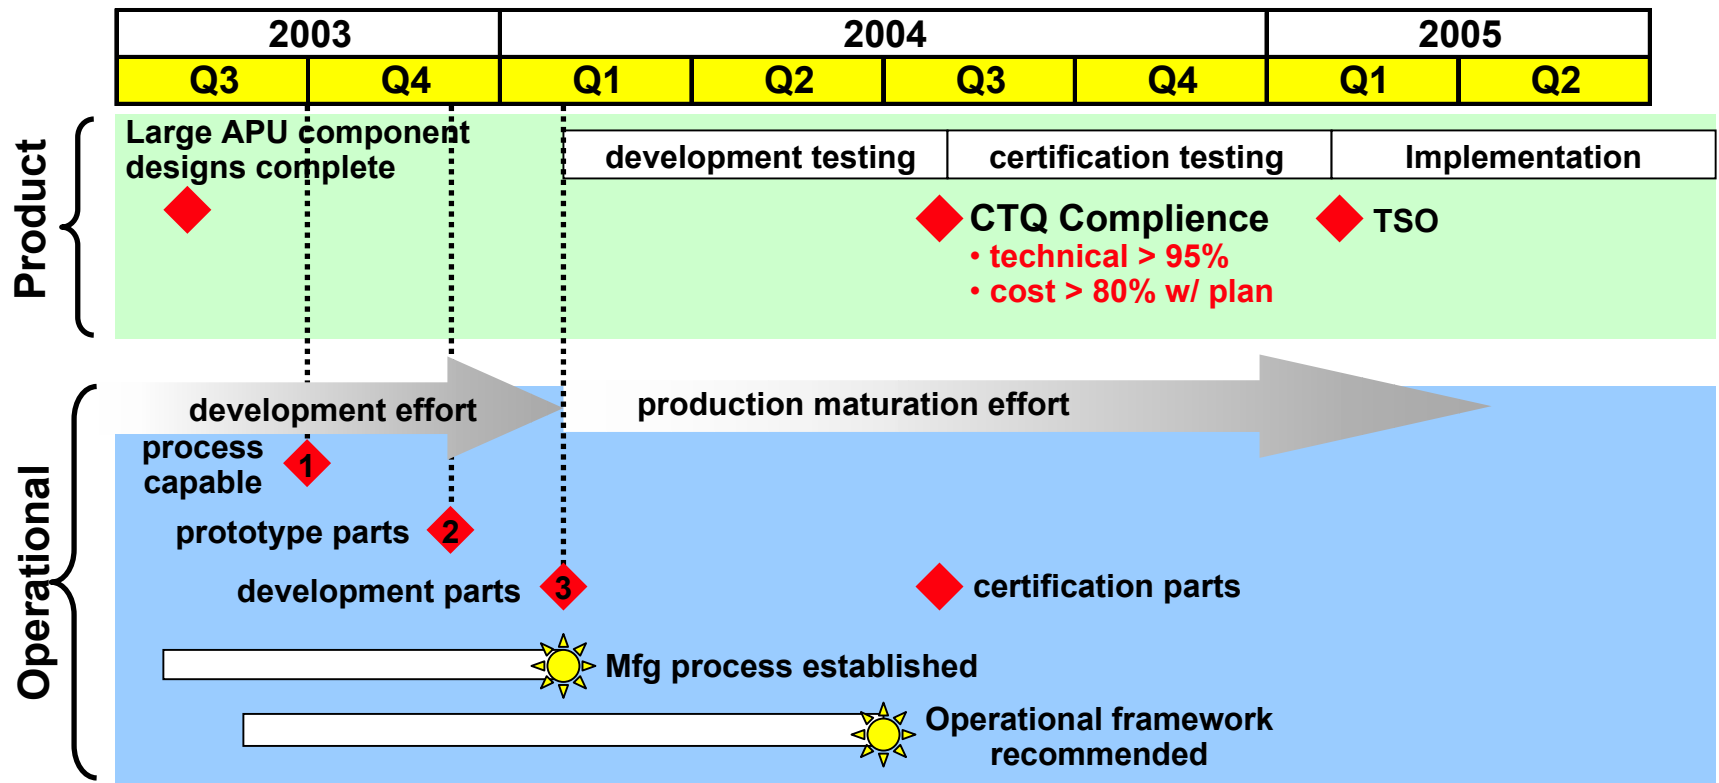 2003 2004 2005
Q3 Q4 Q1 Q2 Q3 Q4 Q1 Q2
Product
Large APU component
designs complete
development testing
certification testing
Implementation
CTQ Complience
• technical > 95%
• cost > 80% w/ plan
TSO
Operational
development effort
production maturation effort
process
capable
1
prototype parts
2
development parts
3
certification parts
Mfg process established
Operational framework
recommended